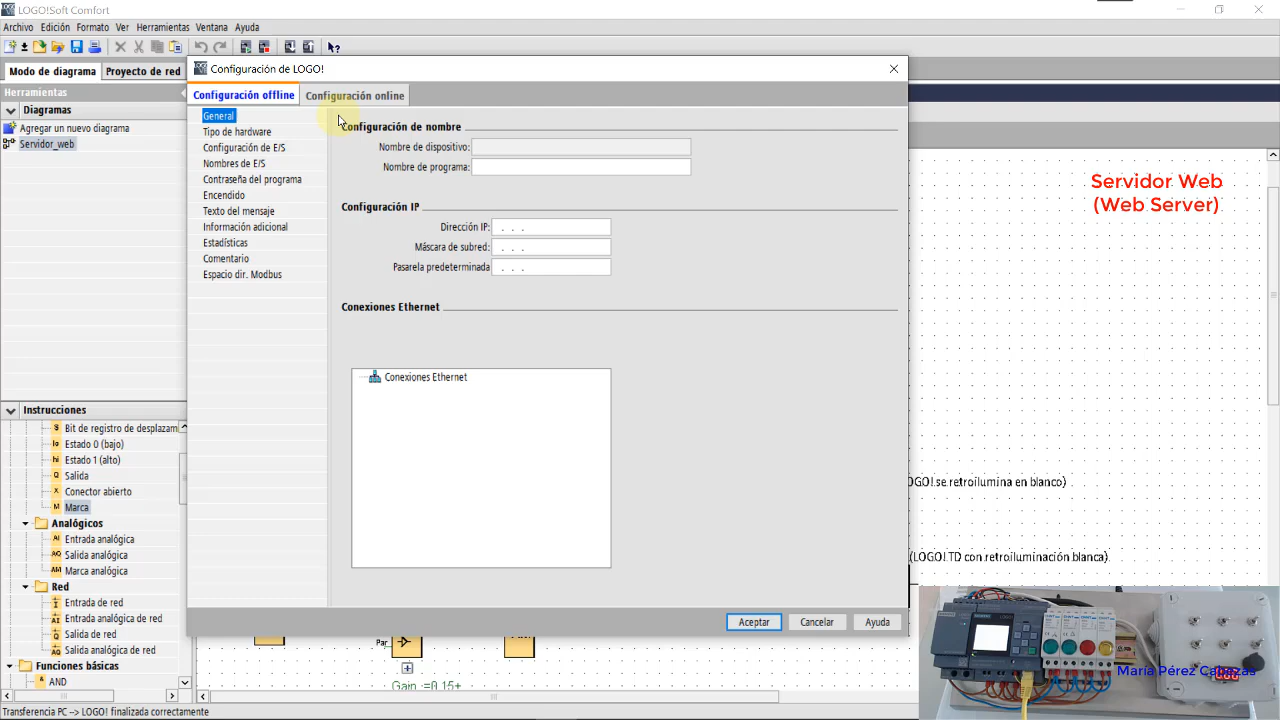 LOGO!Soft Comfort
Archivo Edición Formato Ver Herramientas Ventana Ayuda
Modo de diagrama Proyecto de red
Herramientas
Diagramas
Agregar un nuevo diagrama
Servidor_web
Instrucciones
Bit de registro de desplazam
Estado 0 (bajo)
Estado 1 (alto)
Salida
Conector abierto
Marca
Analógicos
Entrada analógica
Salida analógica
Marca analógica
Red
Entrada de red
Entrada analógica de red
Salida de red
Salida analógica de red
Funciones básicas
AND
Transferencia PC -> LOGO! finalizada correctamente
Configuración de LOGO!
Configuración offline Configuración online
General
Tipo de hardware
Configuración de E/S
Nombres de E/S
Contraseña del programa
Encendido
Texto del mensaje
Información adicional
Estadísticas
Comentario
Espacio dir. Modbus
Configuración de nombre
Nombre de dispositivo:
Nombre de programa:
Configuración IP
Dirección IP: . . .
Máscara de subred: . . .
Pasarela predeterminada . . .
Conexiones Ethernet
Conexiones Ethernet
Aceptar Cancelar Ayuda
Servidor Web
(Web Server)
OGO!.se retroilumina en blanco)
(LOGO!.TD con retroiluminación blanca)
Par
Gain :=0.15+
María Pérez Cabezas